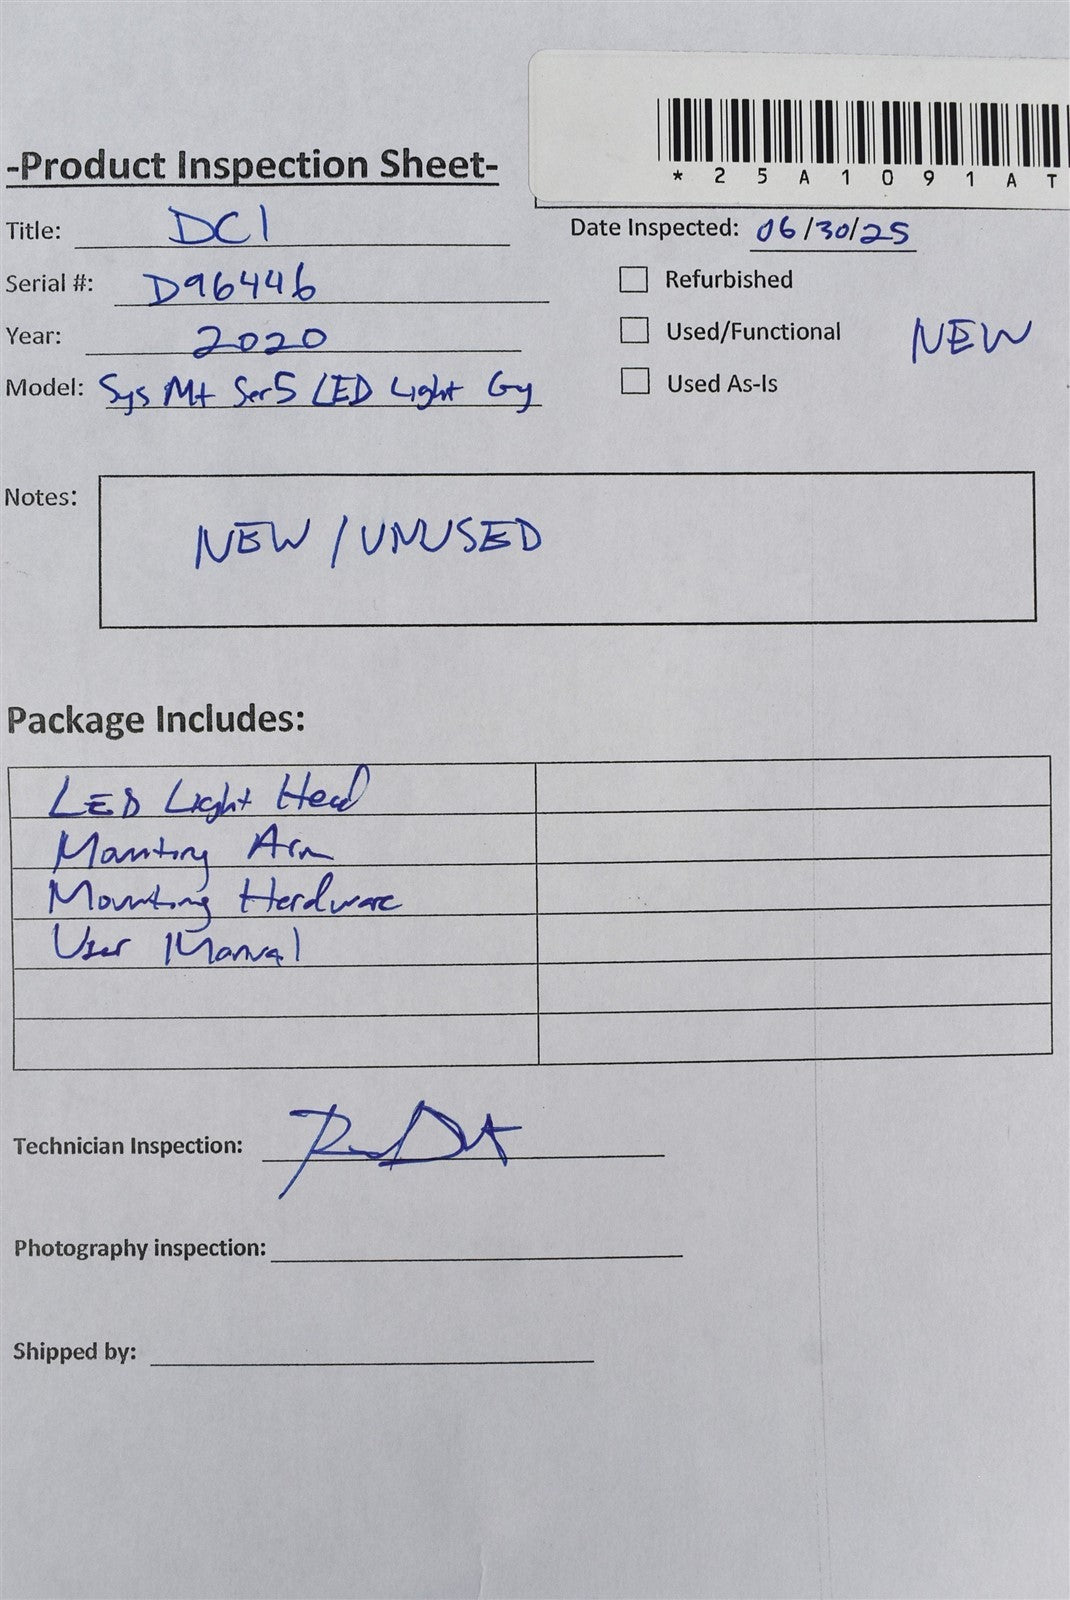 *25A1091AT
-Product Inspection Sheet-
Title: DCI
Date Inspected: 06/30/25
Serial #: D96446
Refurbished
Year: 2020
Used/Functional NEW
Model: Sys Mt Ser5 LED Light Gy
Used As-Is
Notes: NEW / UNUSED
Package Includes:
LED Light Head
Mounting Arm
Mounting Hardware
User Manual
Technician Inspection:
Photography inspection:
Shipped by: